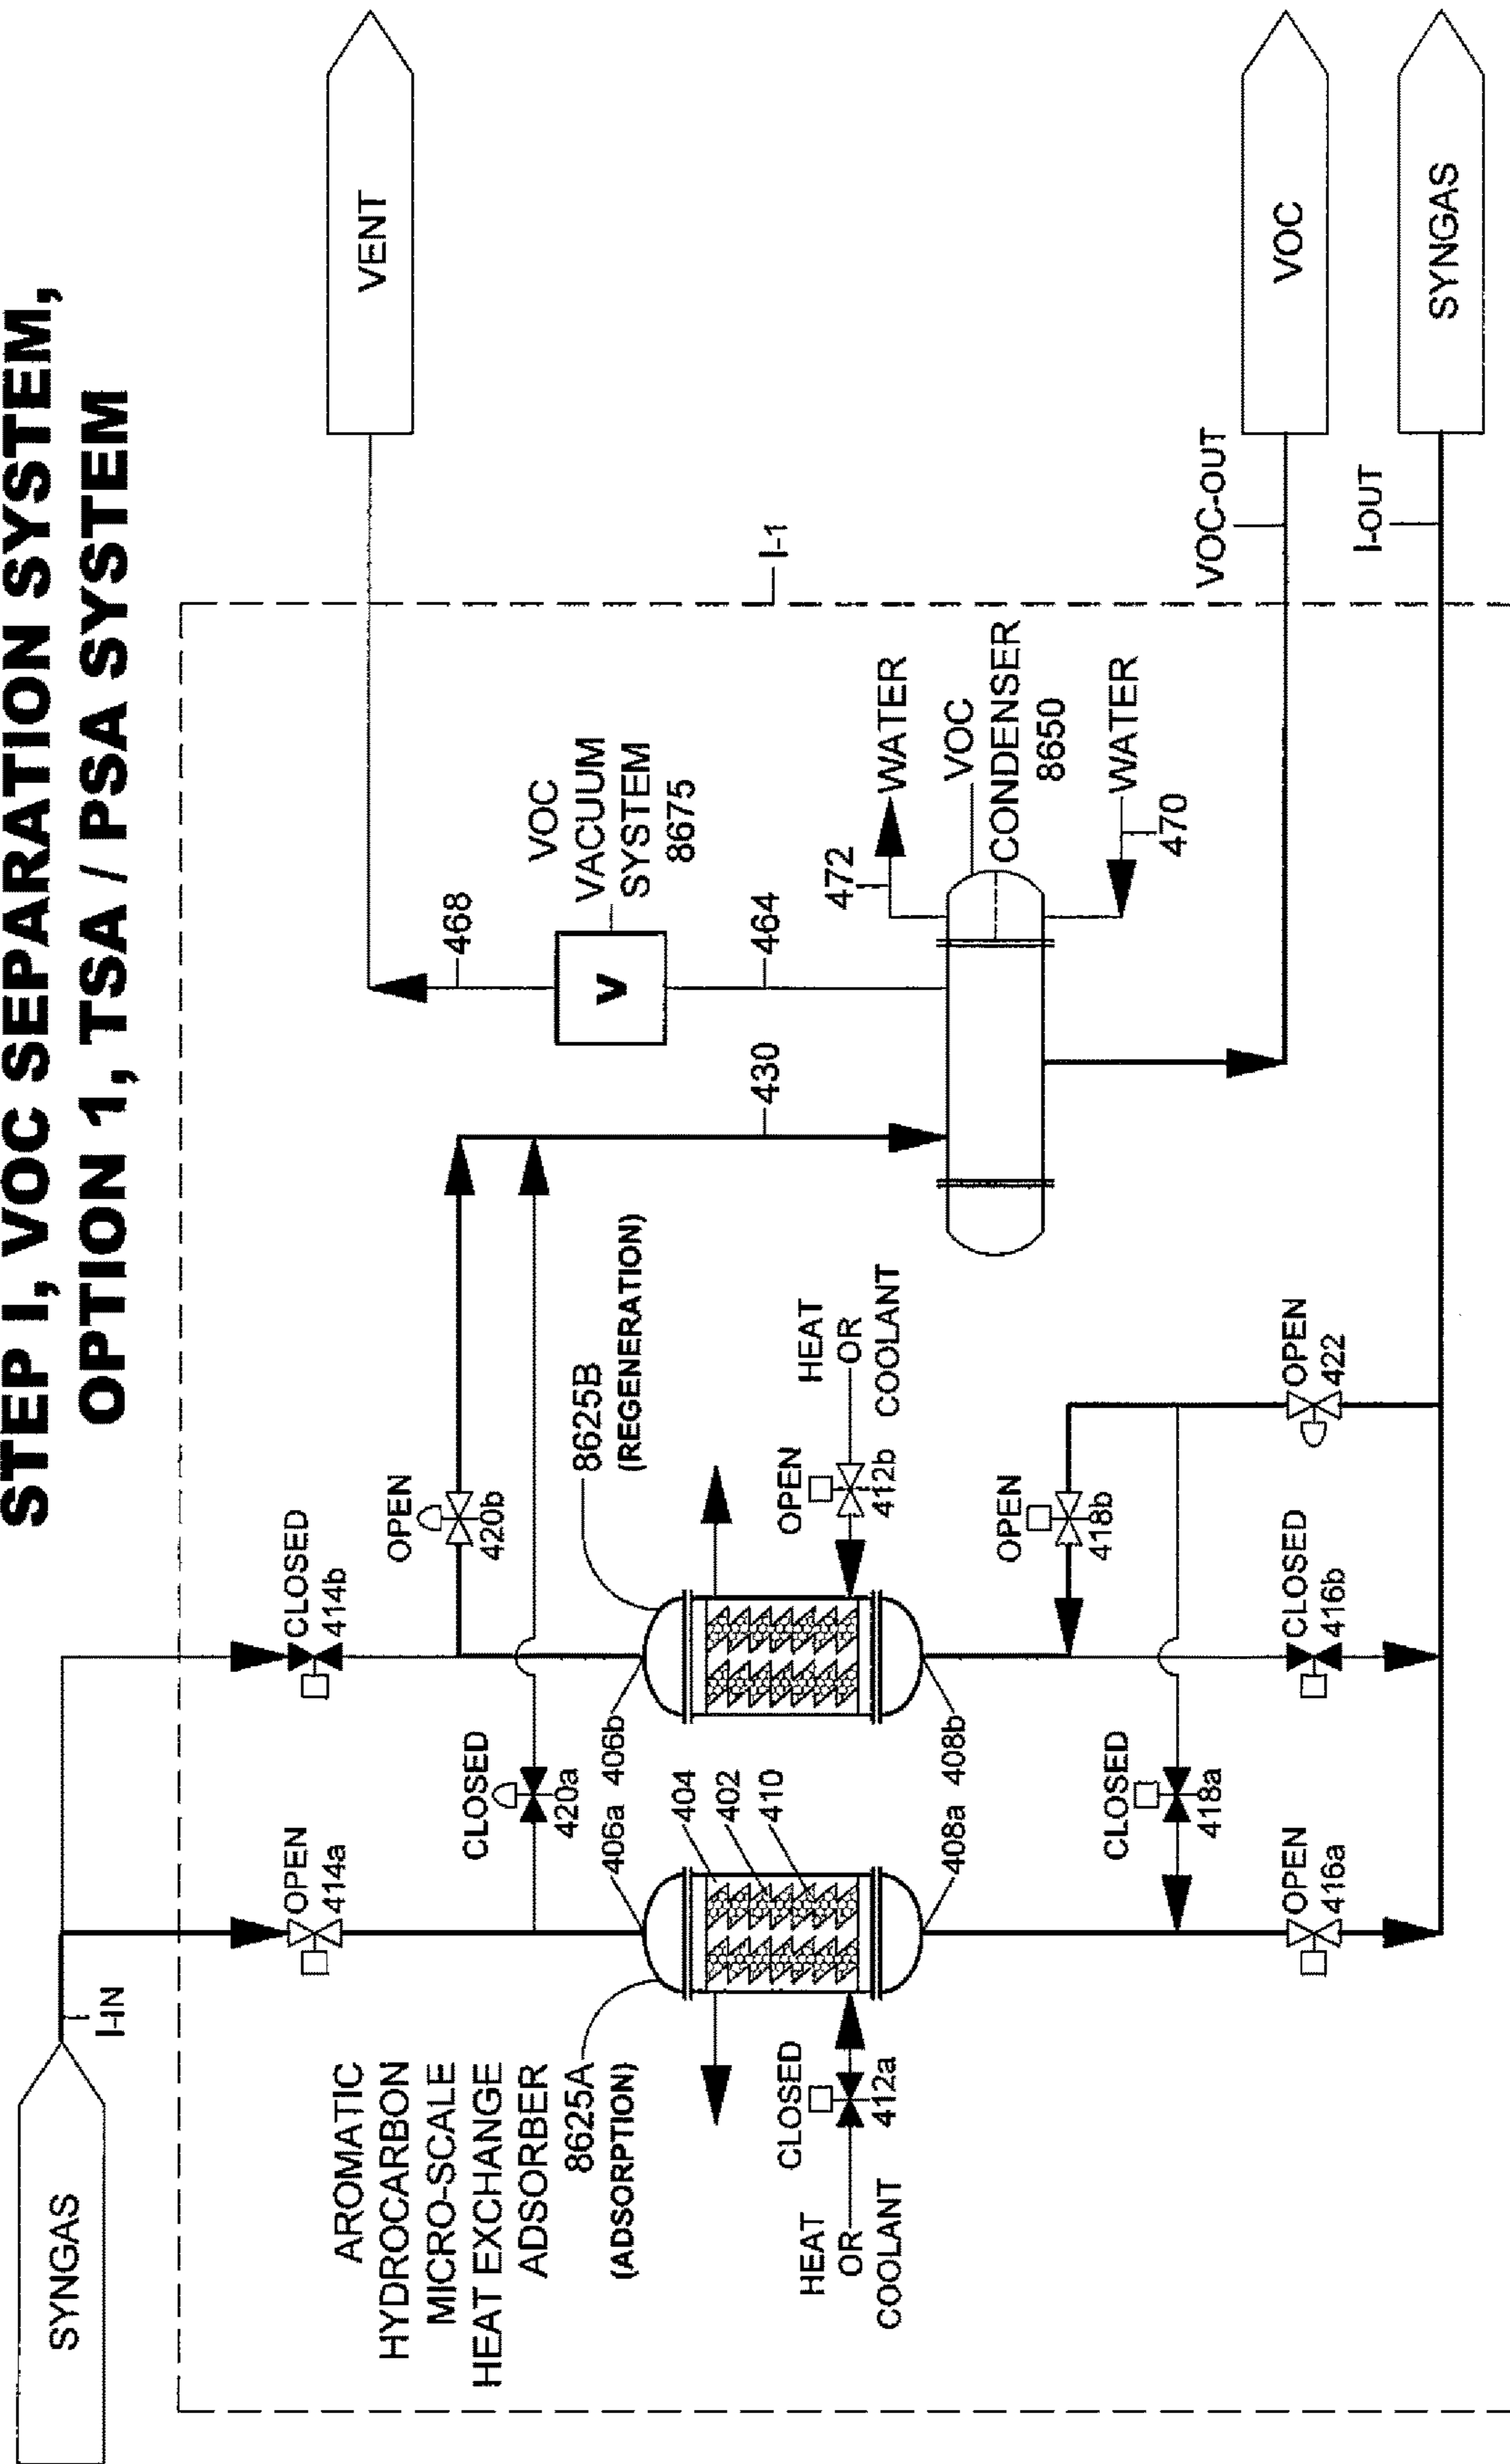 STEP I, VOC SEPARATION SYSTEM,
OPTION 1, TSA / PSA SYSTEM
SYNGAS
I-IN
VENT
CLOSED
414b
OPEN
414a
OPEN
420b
CLOSED
420a
468
VOC
VACUUM
SYSTEM
8675
V
464
430
I-1
AROMATIC
HYDROCARBON
MICRO-SCALE
HEAT EXCHANGE
ADSORBER
8625A
(ADSORPTION)
8625B
(REGENERATION)
406a
406b
404
402
410
408a
408b
CLOSED
412a
HEAT
OR
COOLANT
OPEN
412b
HEAT
OR
COOLANT
472
WATER
VOC
CONDENSER
8650
WATER
470
OPEN
418b
CLOSED
418a
OPEN
416a
CLOSED
416b
OPEN
422
VOC-OUT
VOC
I-OUT
SYNGAS